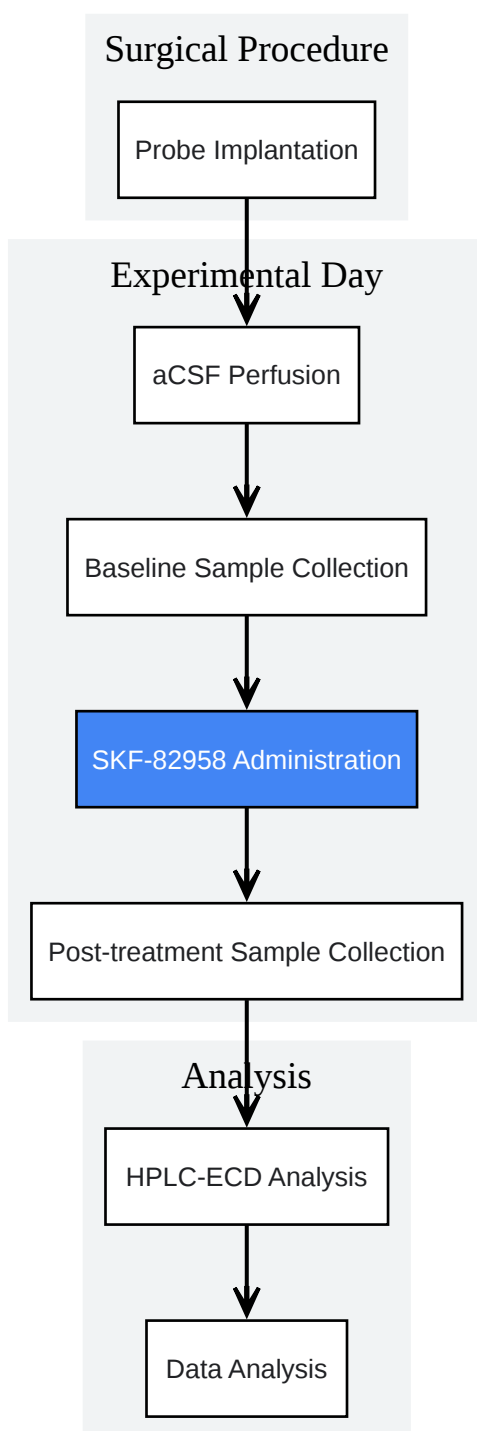 Surgical Procedure
Probe Implantation
Experimental Day
aCSF Perfusion
Baseline Sample Collection
SKF-82958 Administration
Post-treatment Sample Collection
Analysis
HPLC-ECD Analysis
Data Analysis